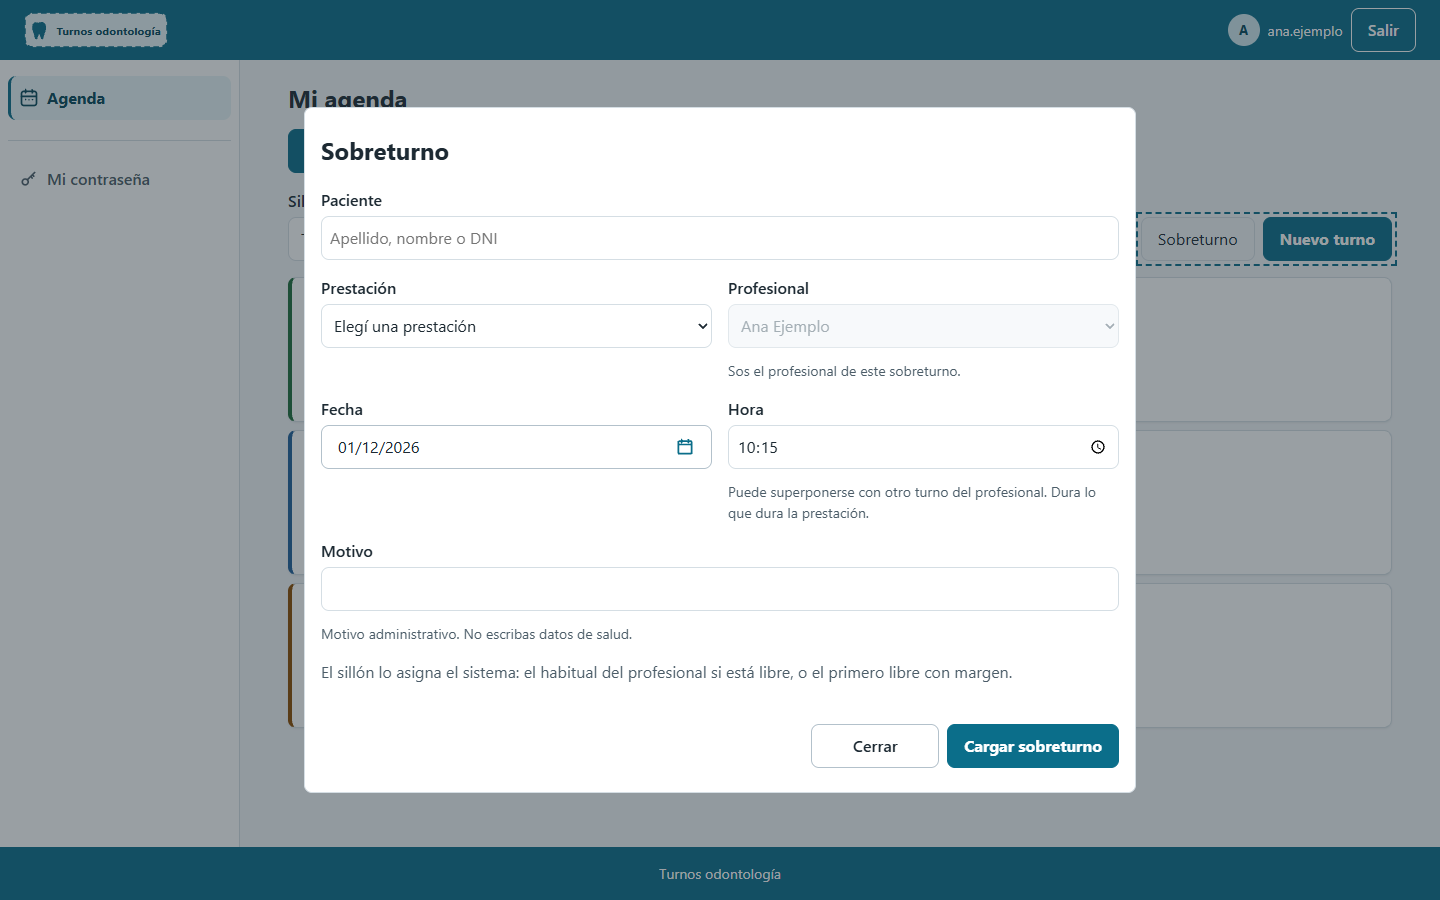 Turnos odontología
A
ana.ejemplo
Salir
Agenda
Mi contraseña
Mi agenda
Sobreturno
Nuevo turno
Sobreturno
Paciente
Apellido, nombre o DNI
Prestación
Profesional
Elegí una prestación
Ana Ejemplo
Sos el profesional de este sobreturno.
Fecha
Hora
01/12/2026
10:15
Puede superponerse con otro turno del profesional. Dura lo
que dura la prestación.
Motivo
Motivo administrativo. No escribas datos de salud.
El sillón lo asigna el sistema: el habitual del profesional si está libre, o el primero libre con margen.
Cerrar
Cargar sobreturno
Turnos odontología